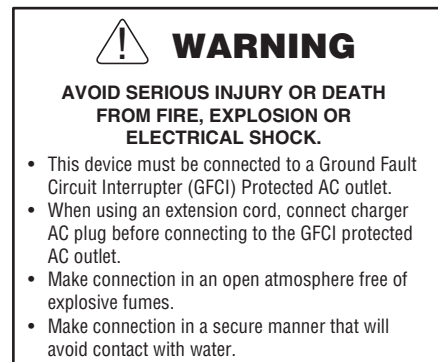 WARNING
AVOID SERIOUS INJURY OR DEATH
FROM FIRE, EXPLOSION OR
ELECTRICAL SHOCK.
• This device must be connected to a Ground Fault
Circuit Interrupter (GFCI) Protected AC outlet.
• When using an extension cord, connect charger
AC plug before connecting to the GFCI protected
AC outlet.
• Make connection in an open atmosphere free of
explosive fumes.
• Make connection in a secure manner that will
avoid contact with water.